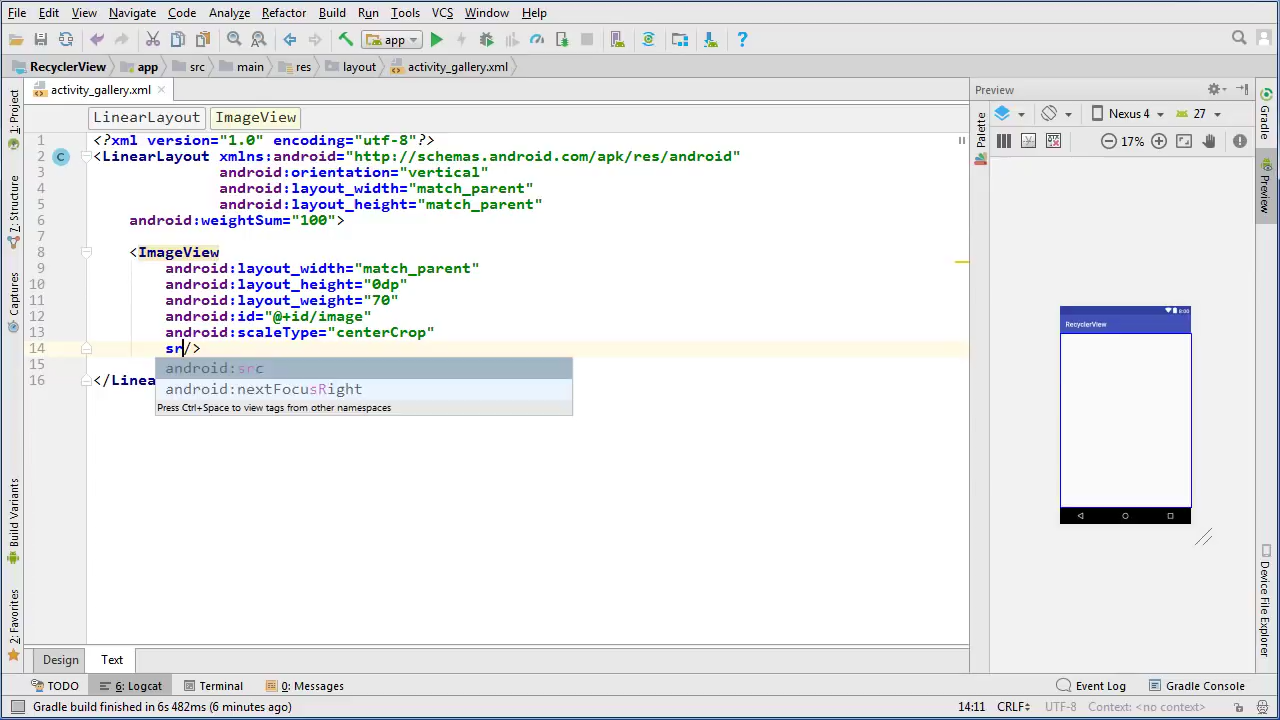 File Edit View Navigate Code Analyze Refactor Build Run Tools VCS Window Help
app
RecyclerView app src main res layout activity_gallery.xml
activity_gallery.xml
Preview
LinearLayout ImageView
Nexus 4 27
17%
1 <?xml version="1.0" encoding="utf-8"?>
2 <LinearLayout xmlns:android="http://schemas.android.com/apk/res/android"
3 android:orientation="vertical"
4 android:layout_width="match_parent"
5 android:layout_height="match_parent"
6 android:weightSum="100">
7
8 <ImageView
9 android:layout_width="match_parent"
10 android:layout_height="0dp"
11 android:layout_weight="70"
12 android:id="@+id/image"
13 android:scaleType="centerCrop"
14 sr/>
15
16 </Linea
android:src
android:nextFocusRight
Press Ctrl+Space to view tags from other namespaces
8:00
RecyclerView
1: Project
7: Structure
Captures
Build Variants
2: Favorites
Palette
Gradle
Preview
Device File Explorer
Design Text
TODO 6: Logcat Terminal 0: Messages Event Log Gradle Console
Gradle build finished in 6s 482ms (6 minutes ago) 14:11 CRLF UTF-8 Context: <no context>